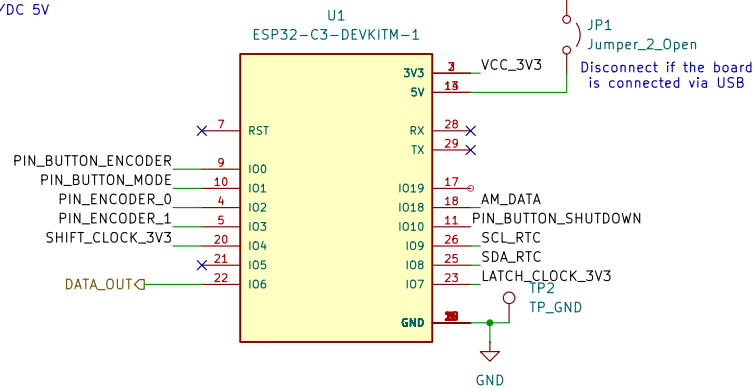 /DC 5V
U1
ESP32-C3-DEVKITM-1
JP1
Jumper_2_Open
Disconnect if the board
is connected via USB
3V3 VCC_3V3
5V
7 RST
RX 28
TX 29
PIN_BUTTON_ENCODER 9 IO0
PIN_BUTTON_MODE 10 IO1
IO19 17
PIN_ENCODER_0 4 IO2
IO18 18 AM_DATA
PIN_ENCODER_1 5 IO3
IO10 11 PIN_BUTTON_SHUTDOWN
SHIFT_CLOCK_3V3 20 IO4
IO9 26 SCL_RTC
21 IO5
IO8 25 SDA_RTC
DATA_OUT 22 IO6
IO7 23 LATCH_CLOCK_3V3
TP2
TP_GND
GND
GND